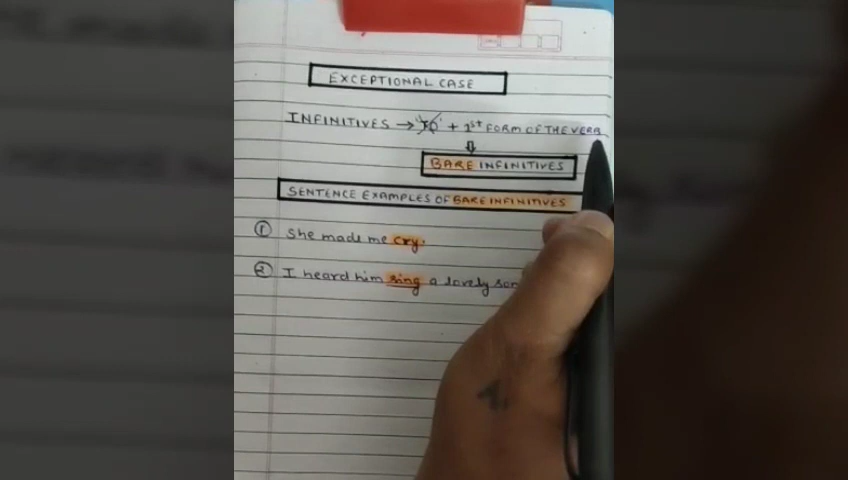 EXCEPTIONAL CASE
INFINITIVES → "TO" + 1st FORM OF THE VERB
BARE INFINITIVES
SENTENCE EXAMPLES OF BARE INFINITIVES
① She made me cry.
② I heard him sing a lovely